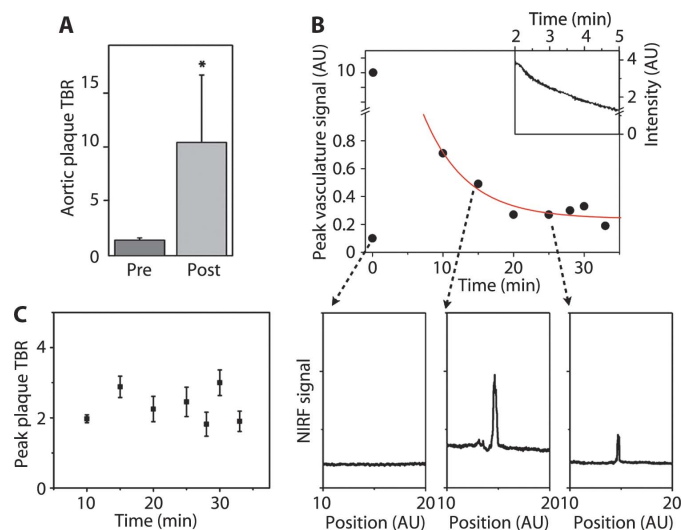 A
Aortic plaque TBR
15
10
5
0
*
Pre
Post
B
Peak vasculature signal (AU)
10
0.8
0.6
0.4
0.2
0
0
10
20
30
Time (min)
Time (min)
2
3
4
5
Intensity (AU)
4
2
0
C
Peak plaque TBR
4
2
0
10
20
30
Time (min)
NIRF signal
10
20
Position (AU)
10
20
Position (AU)
10
20
Position (AU)